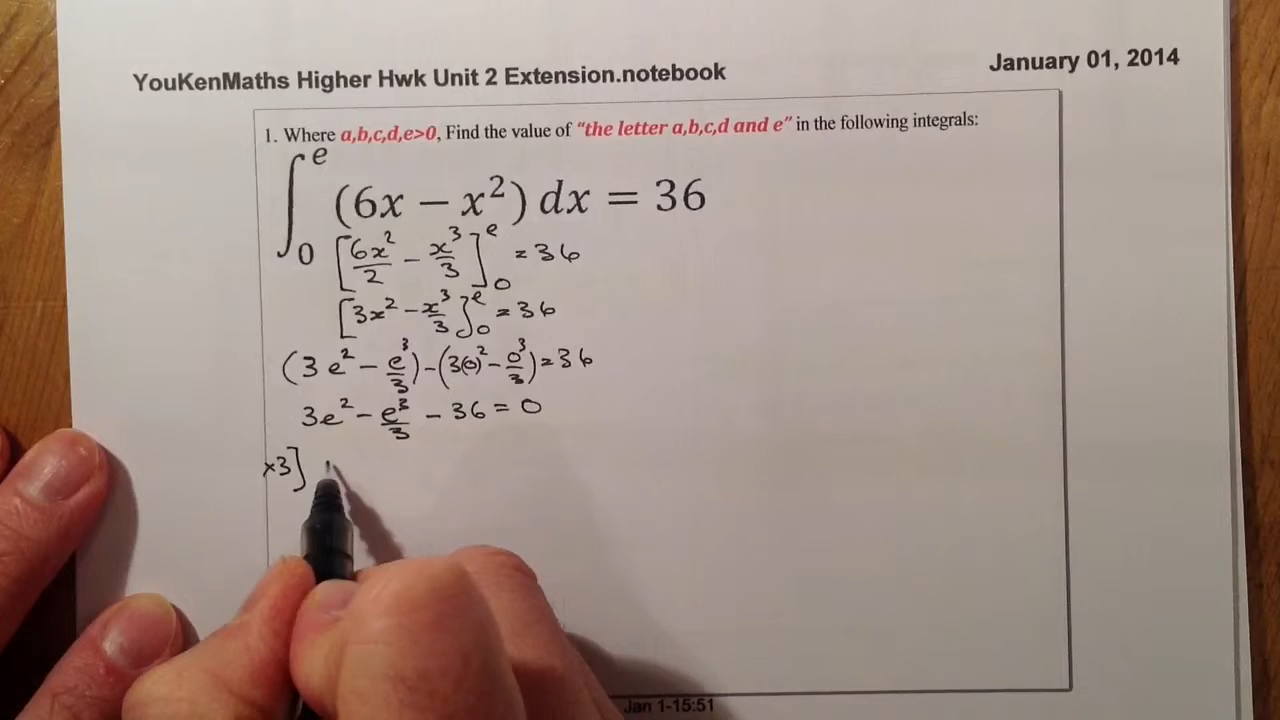 YouKenMaths Higher Hwk Unit 2 Extension.notebook
January 01, 2014
1. Where a,b,c,d,e>0, Find the value of "the letter a,b,c,d and e" in the following integrals:
∫₀ᵉ (6x − x²) dx = 36
[6x²/2 − x³/3]₀ᵉ = 36
[3x² − x³/3]₀ᵉ = 36
(3e² − e³/3) − (3(0)² − 0³/3) = 36
3e² − e³/3 − 36 = 0
×3]
Jan 1-15:51